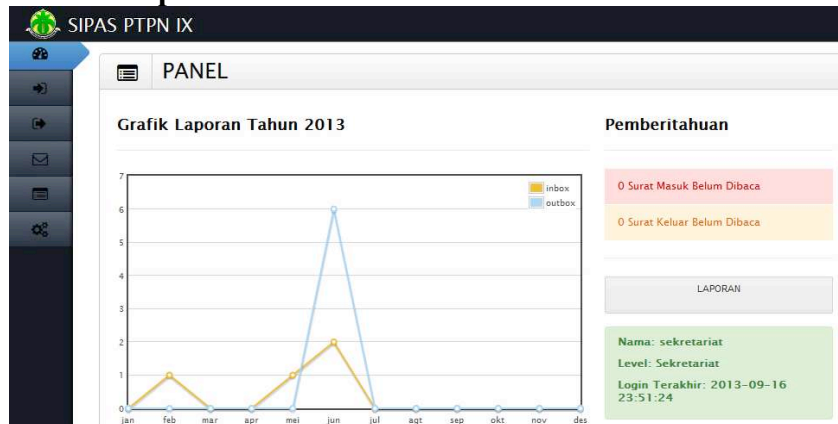 SIPAS PTPN IX
PANEL
Grafik Laporan Tahun 2013
7
6
5
4
3
2
1
0
inbox
outbox
jan feb mar apr mei jun jul agt sep okt nov des
Pemberitahuan
0 Surat Masuk Belum Dibaca
0 Surat Keluar Belum Dibaca
LAPORAN
Nama: sekretariat
Level: Sekretariat
Login Terakhir: 2013-09-16
23:51:24